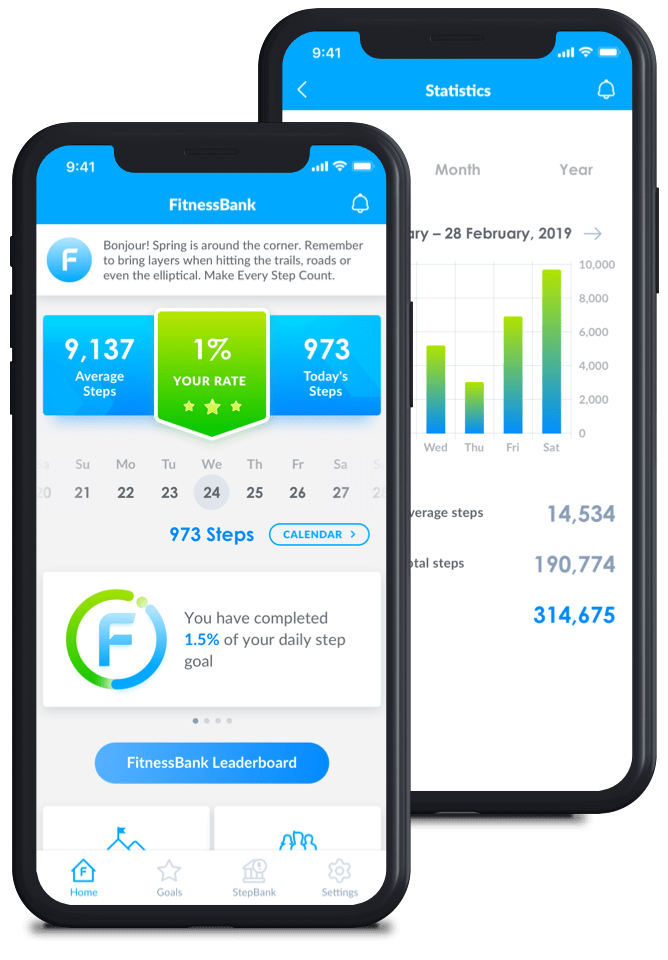 9:41
Statistics
Month
Year
– 28 February, 2019
10,000
8,000
6,000
4,000
2,000
0
Wed
Thu
Fri
Sat
steps
14,534
steps
190,774
314,675
9:41
FitnessBank
F
Bonjour! Spring is around the corner. Remember
to bring layers when hitting the trails, roads or
even the elliptical. Make Every Step Count.
9,137
Average
Steps
1%
YOUR RATE
973
Today's
Steps
Su
Mo
Tu
We
Th
Fr
Sa
20
21
22
23
24
25
26
27
973 Steps
CALENDAR
F
You have completed
1.5% of your daily step
goal
FitnessBank Leaderboard
F
Home
Goals
StepBank
Settings